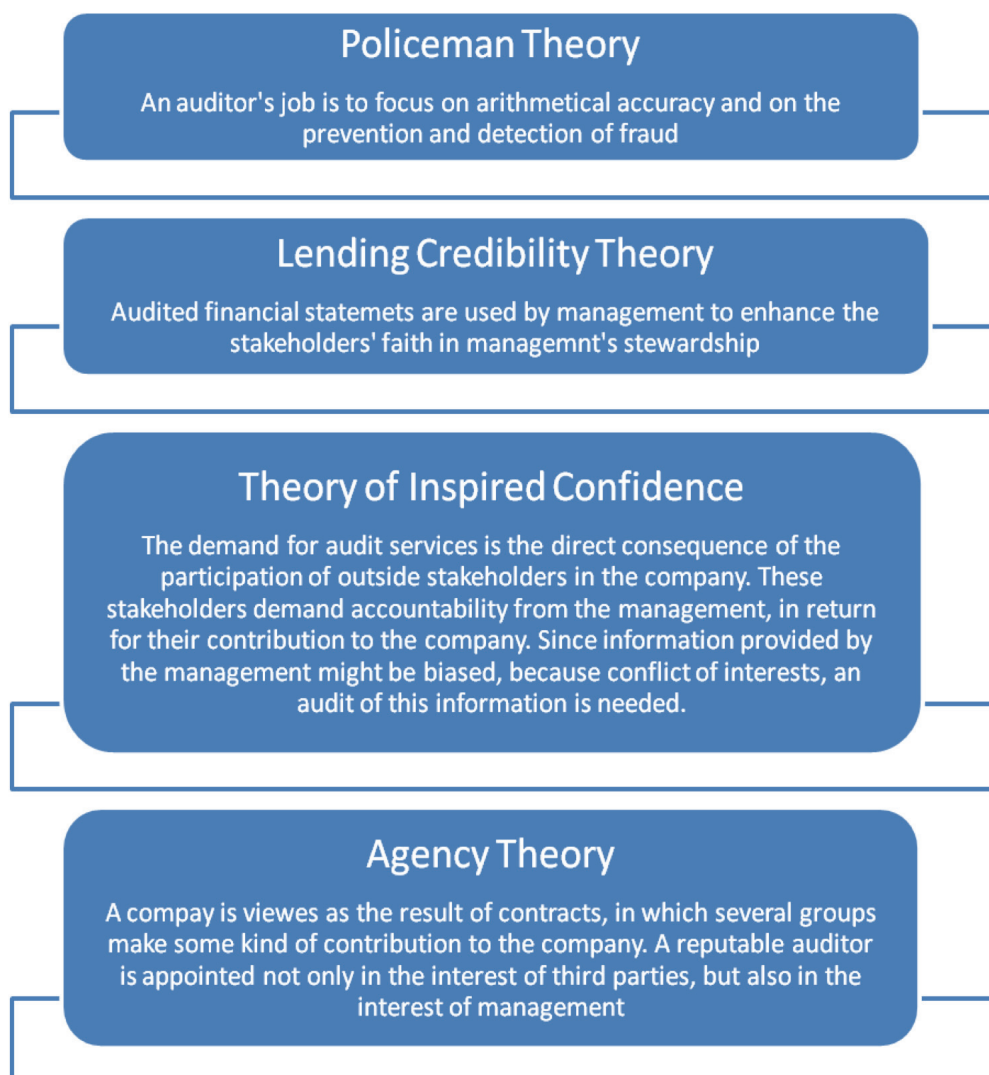 Policeman Theory
An auditor's job is to focus on arithmetical accuracy and on the
prevention and detection of fraud
Lending Credibility Theory
Audited financial statemets are used by management to enhance the
stakeholders' faith in managemnt's stewardship
Theory of Inspired Confidence
The demand for audit services is the direct consequence of the
participation of outside stakeholders in the company. These
stakeholders demand accountability from the management, in return
for their contribution to the company. Since information provided by
the management might be biased, because conflict of interests, an
audit of this information is needed.
Agency Theory
A compay is viewes as the result of contracts, in which several groups
make some kind of contribution to the company. A reputable auditor
is appointed not only in the interest of third parties, but also in the
interest of management